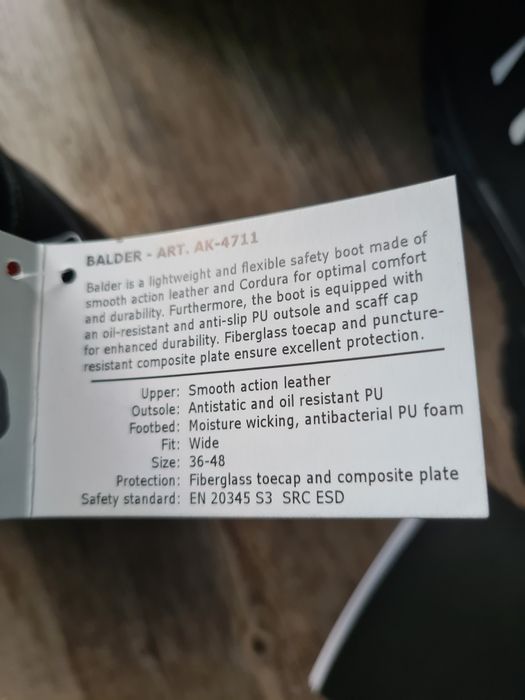 BALDER - ART. AK-4711
Balder is a lightweight and flexible safety boot made of
smooth action leather and Cordura for optimal comfort
and durability. Furthermore, the boot is equipped with
an oil-resistant and anti-slip PU outsole and scaff cap
for enhanced durability. Fiberglass toecap and puncture-
resistant composite plate ensure excellent protection.
Upper: Smooth action leather
Outsole: Antistatic and oil resistant PU
Footbed: Moisture wicking, antibacterial PU foam
Fit: Wide
Size: 36-48
Protection: Fiberglass toecap and composite plate
Safety standard: EN 20345 S3 SRC ESD